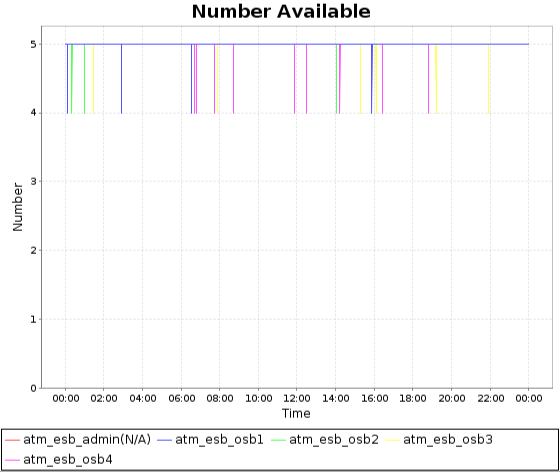 Number Available
5
4
3
2
1
0
Number
00:00 02:00 04:00 06:00 08:00 10:00 12:00 14:00 16:00 18:00 20:00 22:00 00:00
Time
atm_esb_admin(N/A) atm_esb_osb1 atm_esb_osb2 atm_esb_osb3
atm_esb_osb4